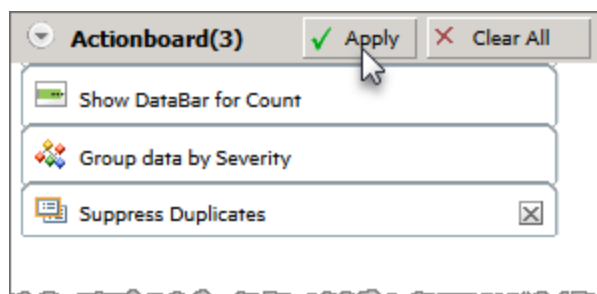 Actionboard(3) Apply Clear All
Show DataBar for Count
Group data by Severity
Suppress Duplicates